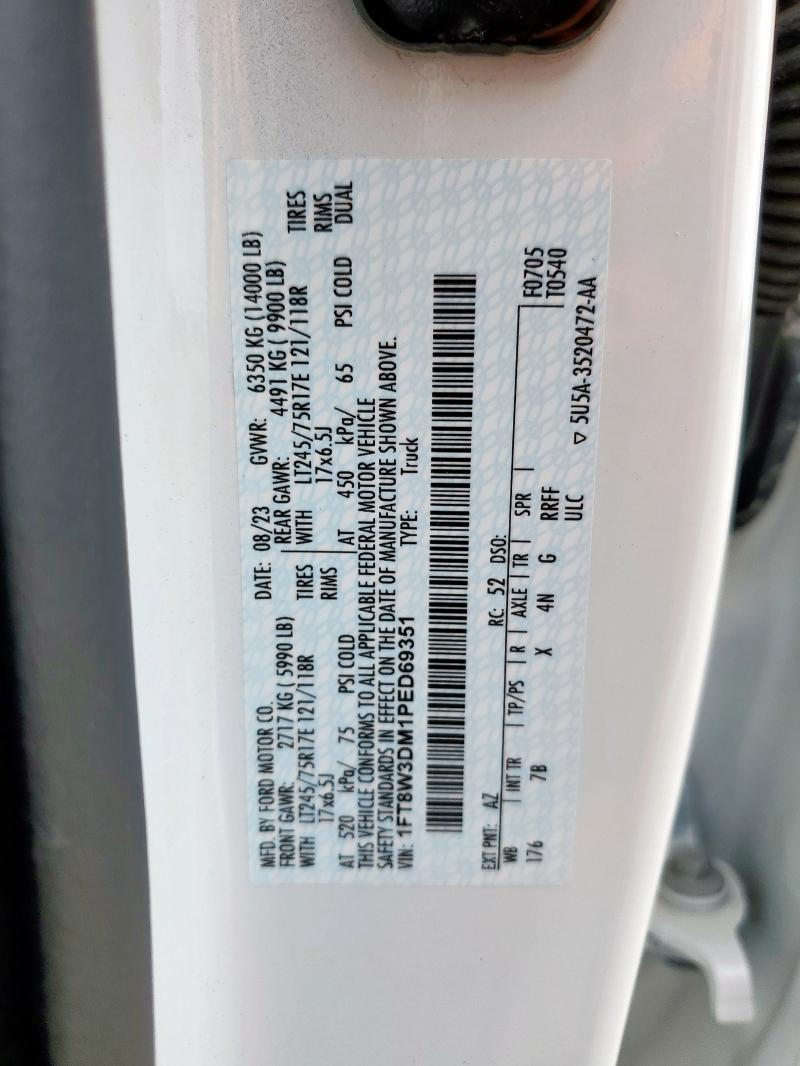 MFD. BY FORD MOTOR CO.
DATE: 08/23 GVWR: 6350 KG (14000 LB)
FRONT GAWR: 2717 KG ( 5990 LB) REAR GAWR: 4491 KG ( 9900 LB)
WITH LT245/75R17E 121/118R TIRES WITH LT245/75R17E 121/118R TIRES
17x6.5J RIMS 17x6.5J RIMS
AT 520 kPa/ 75 PSI COLD AT 450 kPa/ 65 PSI COLD DUAL
THIS VEHICLE CONFORMS TO ALL APPLICABLE FEDERAL MOTOR VEHICLE
SAFETY STANDARDS IN EFFECT ON THE DATE OF MANUFACTURE SHOWN ABOVE.
VIN: 1FT8W3DM1PED69351 TYPE: Truck
EXT PNT: AZ RC: 52 DSO:
WB INT TR TP/PS R AXLE TR SPR F0705
176 7B X 4N G RRFF T0540
ULC
▽ 5U5A-3520472-AA